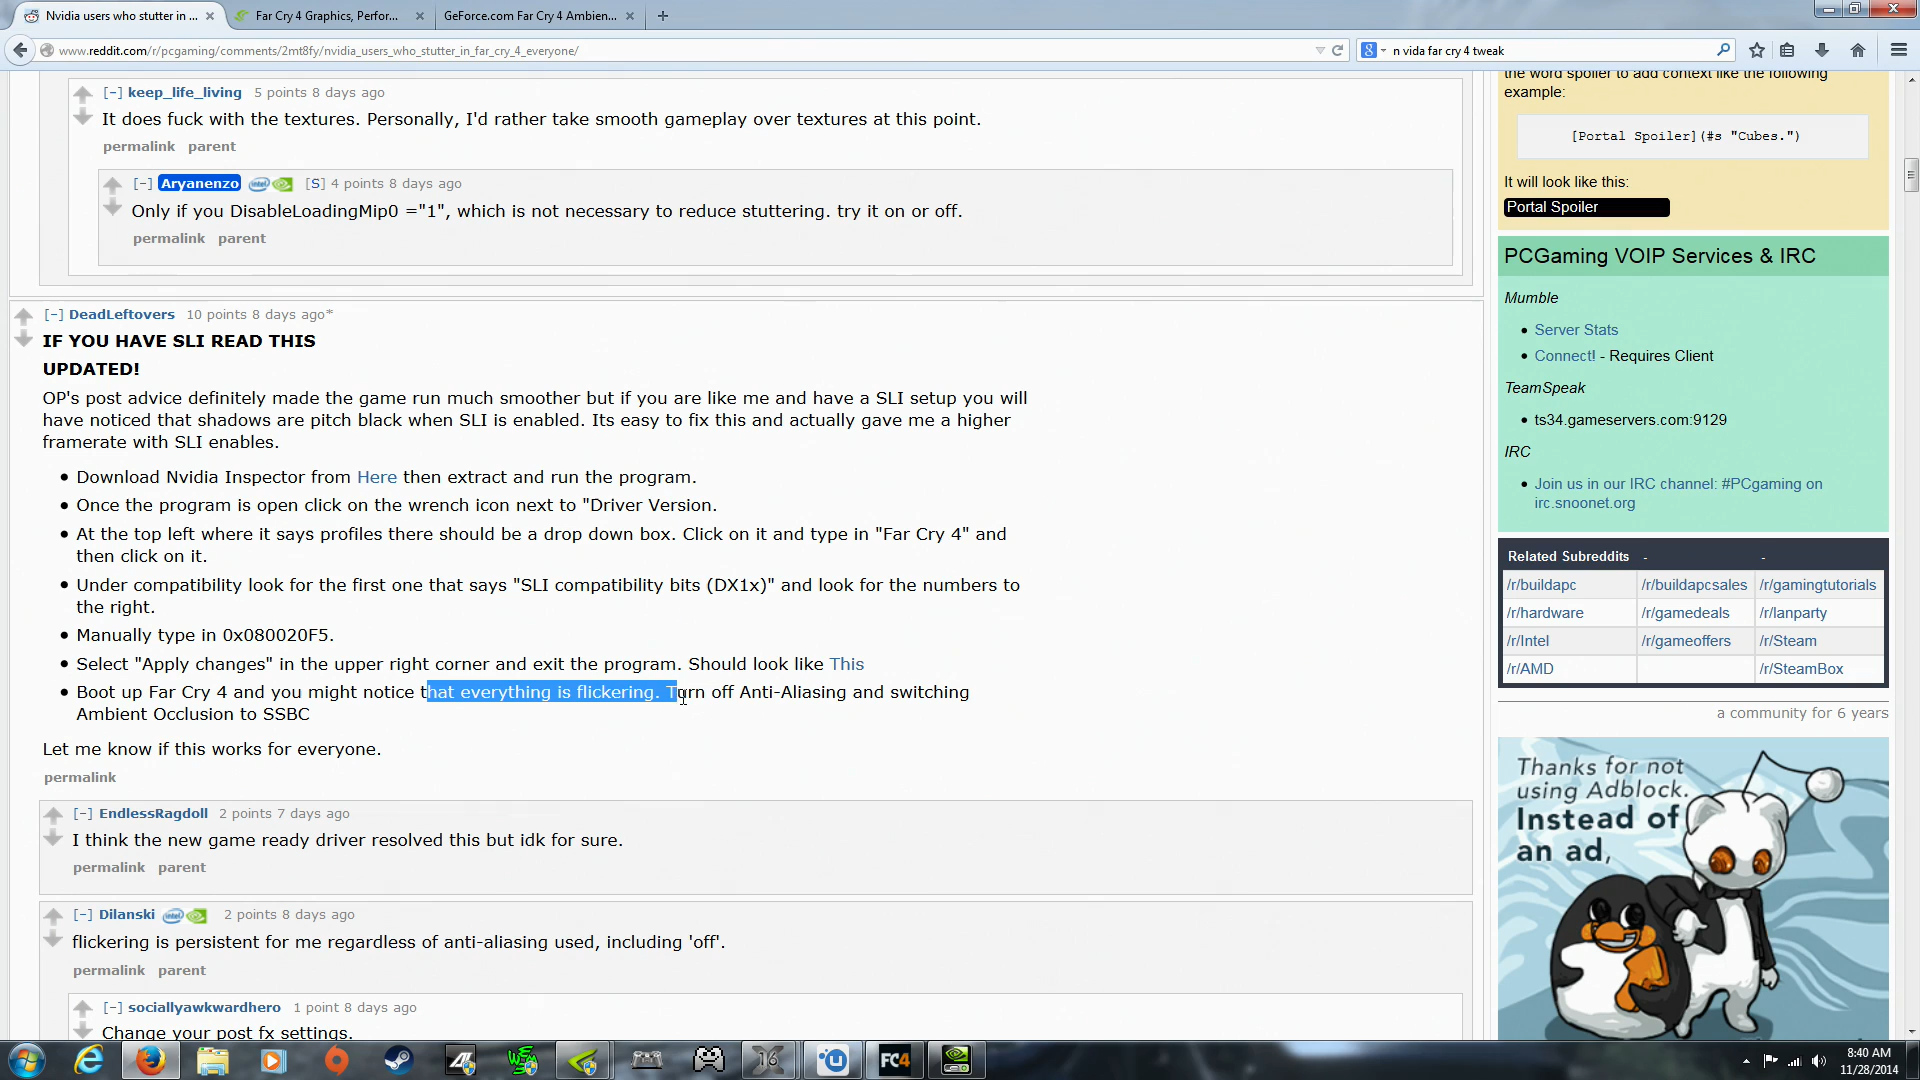 Nvidia users who stutter in ...
Far Cry 4 Graphics, Perfor...
GeForce.com Far Cry 4 Ambien...
www.reddit.com/r/pcgaming/comments/2mt8fy/nvidia_users_who_stutter_in_far_cry_4_everyone/
n vida far cry 4 tweak
[-] keep_life_living 5 points 8 days ago
It does fuck with the textures. Personally, I'd rather take smooth gameplay over textures at this point.
permalink parent
[-] Aryanenzo [S] 4 points 8 days ago
Only if you DisableLoadingMip0 ="1", which is not necessary to reduce stuttering. try it on or off.
permalink parent
[-] DeadLeftovers 10 points 8 days ago*
IF YOU HAVE SLI READ THIS
UPDATED!
OP's post advice definitely made the game run much smoother but if you are like me and have a SLI setup you will
have noticed that shadows are pitch black when SLI is enabled. Its easy to fix this and actually gave me a higher
framerate with SLI enables.
• Download Nvidia Inspector from Here then extract and run the program.
• Once the program is open click on the wrench icon next to "Driver Version.
• At the top left where it says profiles there should be a drop down box. Click on it and type in "Far Cry 4" and
then click on it.
• Under compatibility look for the first one that says "SLI compatibility bits (DX1x)" and look for the numbers to
the right.
• Manually type in 0x080020F5.
• Select "Apply changes" in the upper right corner and exit the program. Should look like This
• Boot up Far Cry 4 and you might notice that everything is flickering. Turn off Anti-Aliasing and switching
Ambient Occlusion to SSBC
Let me know if this works for everyone.
permalink
[-] EndlessRagdoll 2 points 7 days ago
I think the new game ready driver resolved this but idk for sure.
permalink parent
[-] Dilanski 2 points 8 days ago
flickering is persistent for me regardless of anti-aliasing used, including 'off'.
permalink parent
[-] sociallyawkwardhero 1 point 8 days ago
Change your post fx settings.
the word spoiler to add context like the following
example:
[Portal Spoiler](#s "Cubes.")
It will look like this:
Portal Spoiler
PCGaming VOIP Services & IRC
Mumble
• Server Stats
• Connect! - Requires Client
TeamSpeak
• ts34.gameservers.com:9129
IRC
• Join us in our IRC channel: #PCgaming on
irc.snoonet.org
Related Subreddits - -
/r/buildapc /r/buildapcsales /r/gamingtutorials
/r/hardware /r/gamedeals /r/lanparty
/r/Intel /r/gameoffers /r/Steam
/r/AMD /r/SteamBox
a community for 6 years
Thanks for not
using Adblock.
Instead of
an ad,
FC4
8:40 AM
11/28/2014